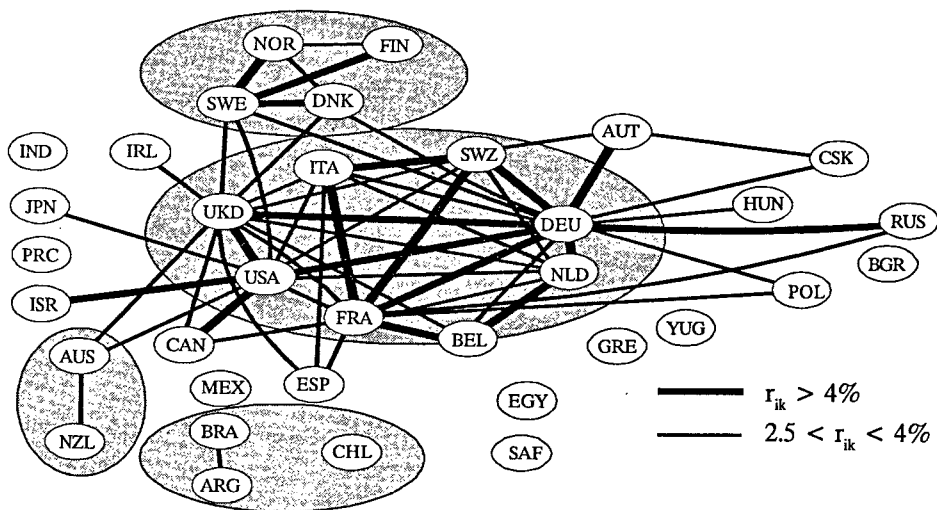 NOR
FIN
SWE
DNK
IND
IRL
ITA
SWZ
AUT
CSK
JPN
UKD
DEU
HUN
RUS
PRC
USA
NLD
BGR
ISR
FRA
POL
AUS
CAN
BEL
GRE
YUG
MEX
ESP
EGY
r_ik > 4%
NZL
BRA
CHL
SAF
2.5 < r_ik < 4%
ARG